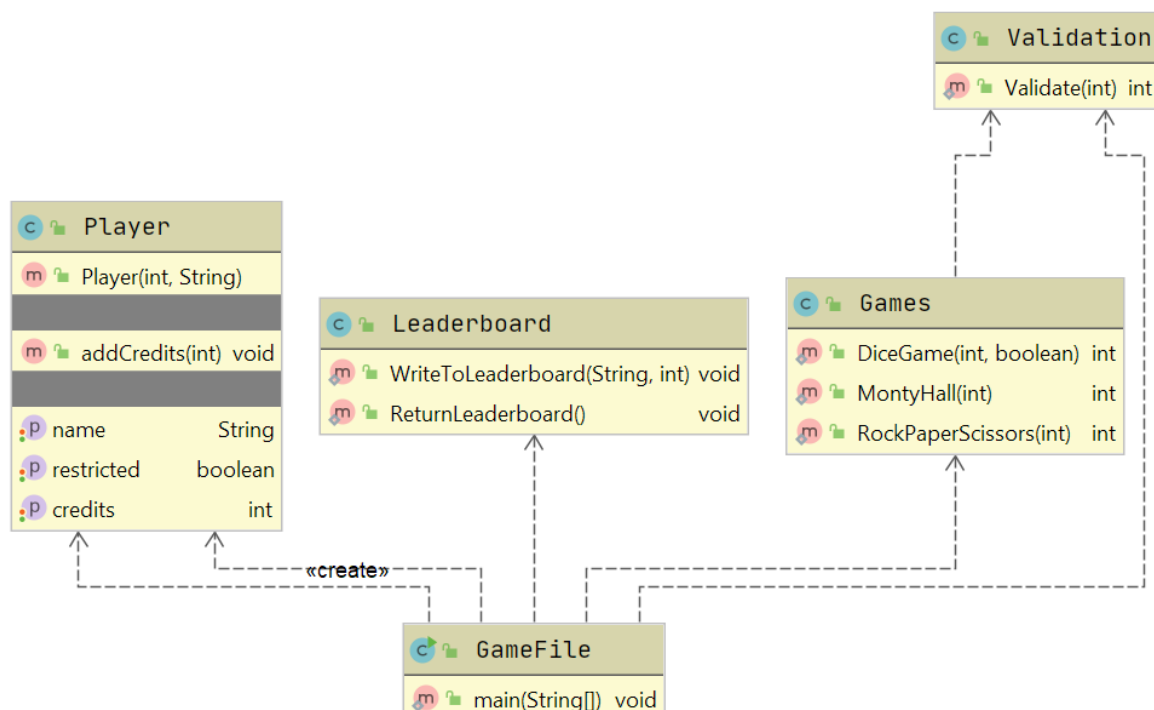 Validation
Validate(int) int
Player
Player(int, String)
addCredits(int) void
name String
restricted boolean
credits int
Leaderboard
WriteToLeaderboard(String, int) void
ReturnLeaderboard() void
Games
DiceGame(int, boolean) int
MontyHall(int) int
RockPaperScissors(int) int
«create»
GameFile
main(String[]) void